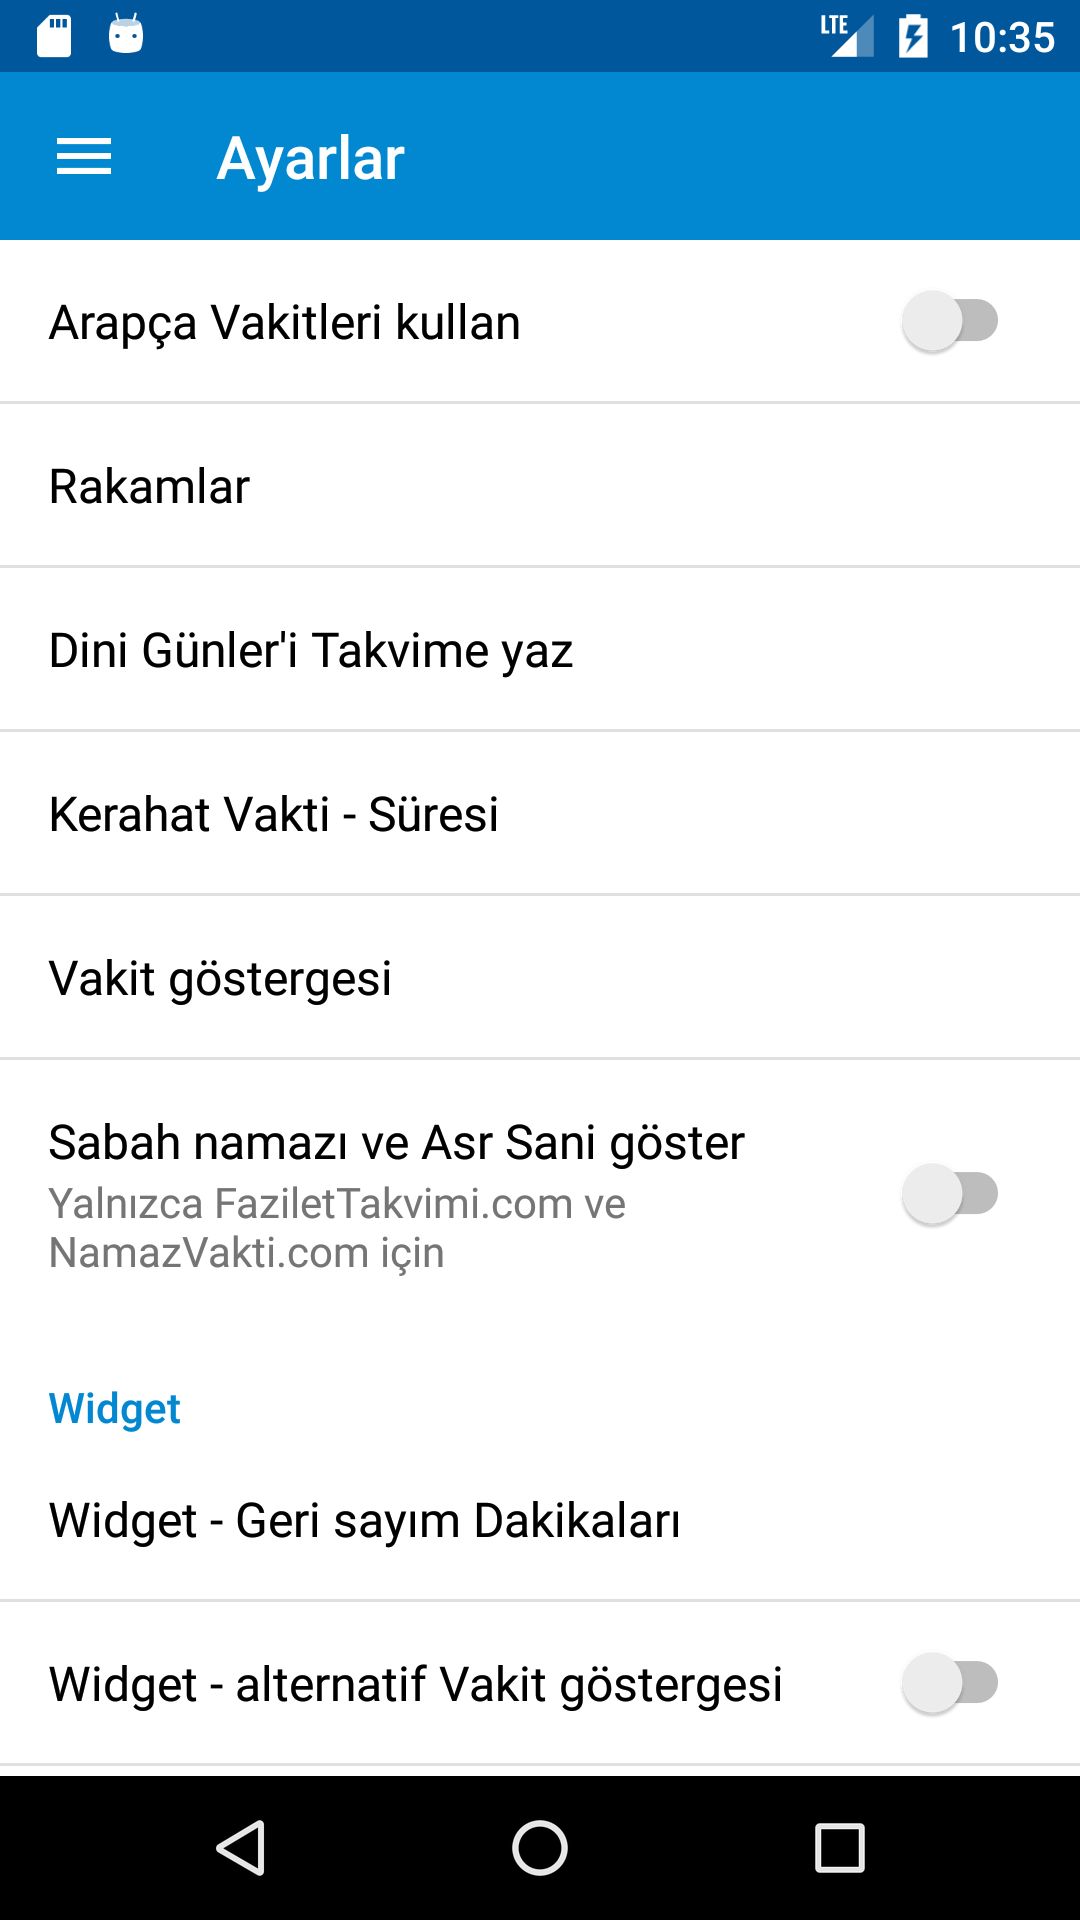 LTE 10:35
Ayarlar
Arapça Vakitleri kullan
Rakamlar
Dini Günler'i Takvime yaz
Kerahat Vakti - Süresi
Vakit göstergesi
Sabah namazı ve Asr Sani göster
Yalnızca FaziletTakvimi.com ve
NamazVakti.com için
Widget
Widget - Geri sayım Dakikaları
Widget - alternatif Vakit göstergesi